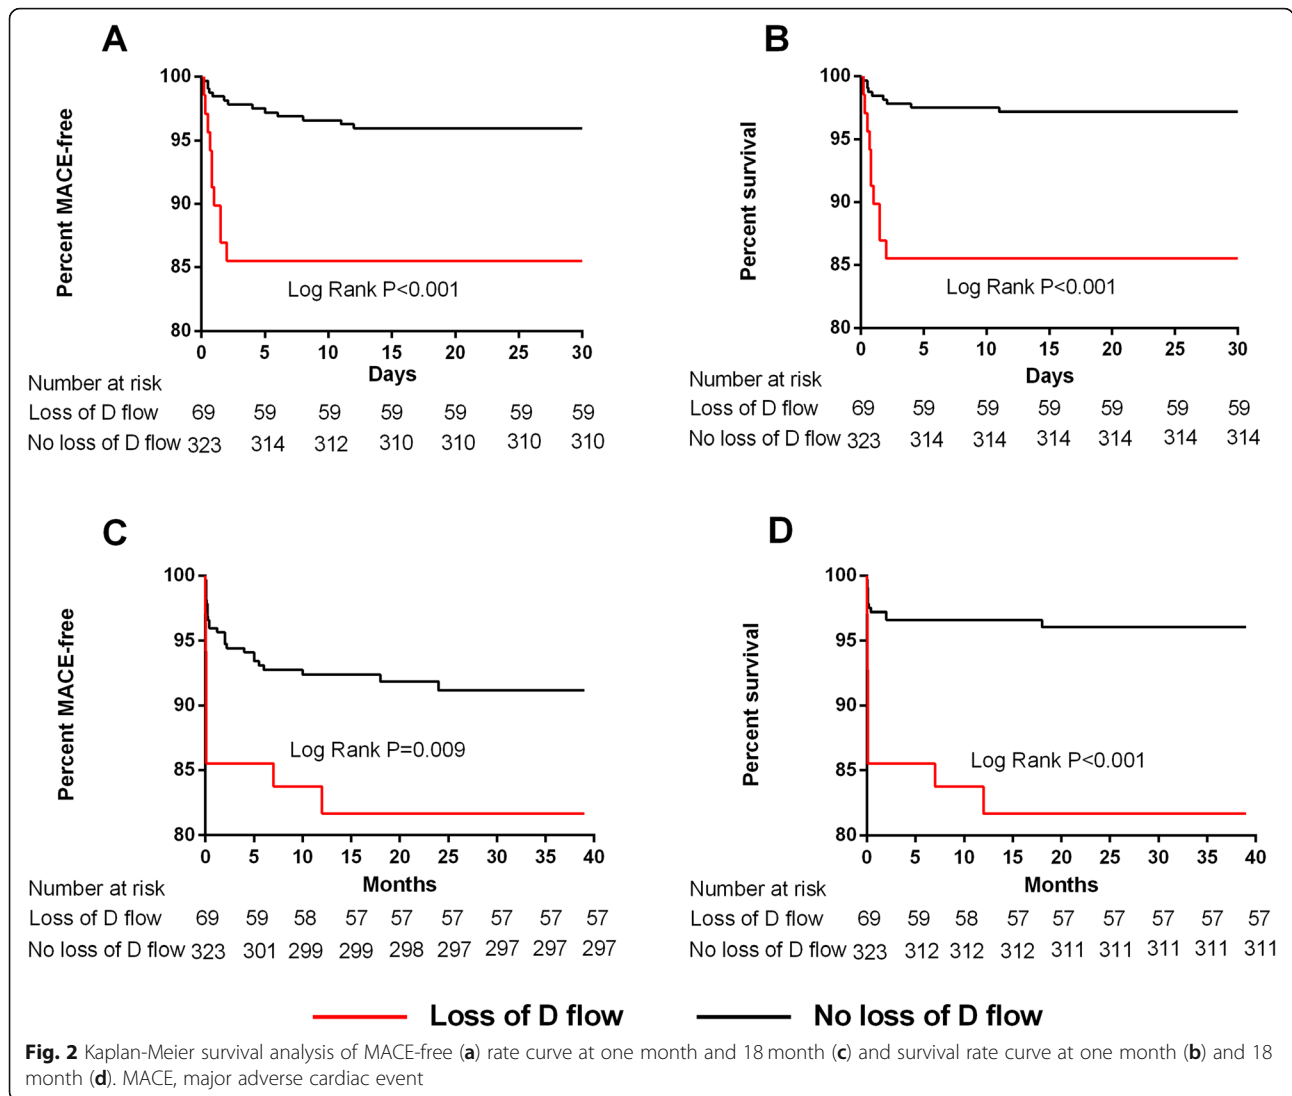 A
B
100
95
90
85
80
Percent MACE-free
0 5 10 15 20 25 30
Days
Log Rank P<0.001
Number at risk
Loss of D flow 69 59 59 59 59 59 59
No loss of D flow 323 314 312 310 310 310 310
100
95
90
85
80
Percent survival
0 5 10 15 20 25 30
Days
Log Rank P<0.001
Number at risk
Loss of D flow 69 59 59 59 59 59 59
No loss of D flow 323 314 314 314 314 314 314
C
D
100
95
90
85
80
Percent MACE-free
Log Rank P=0.009
0 5 10 15 20 25 30 35 40
Months
Number at risk
Loss of D flow 69 59 58 57 57 57 57 57 57
No loss of D flow 323 301 299 299 298 297 297 297 297
100
95
90
85
80
Percent survival
Log Rank P<0.001
0 5 10 15 20 25 30 35 40
Months
Number at risk
Loss of D flow 69 59 58 57 57 57 57 57 57
No loss of D flow 323 312 312 312 311 311 311 311 311
Loss of D flow No loss of D flow
Fig. 2 Kaplan-Meier survival analysis of MACE-free (a) rate curve at one month and 18 month (c) and survival rate curve at one month (b) and 18
month (d). MACE, major adverse cardiac event